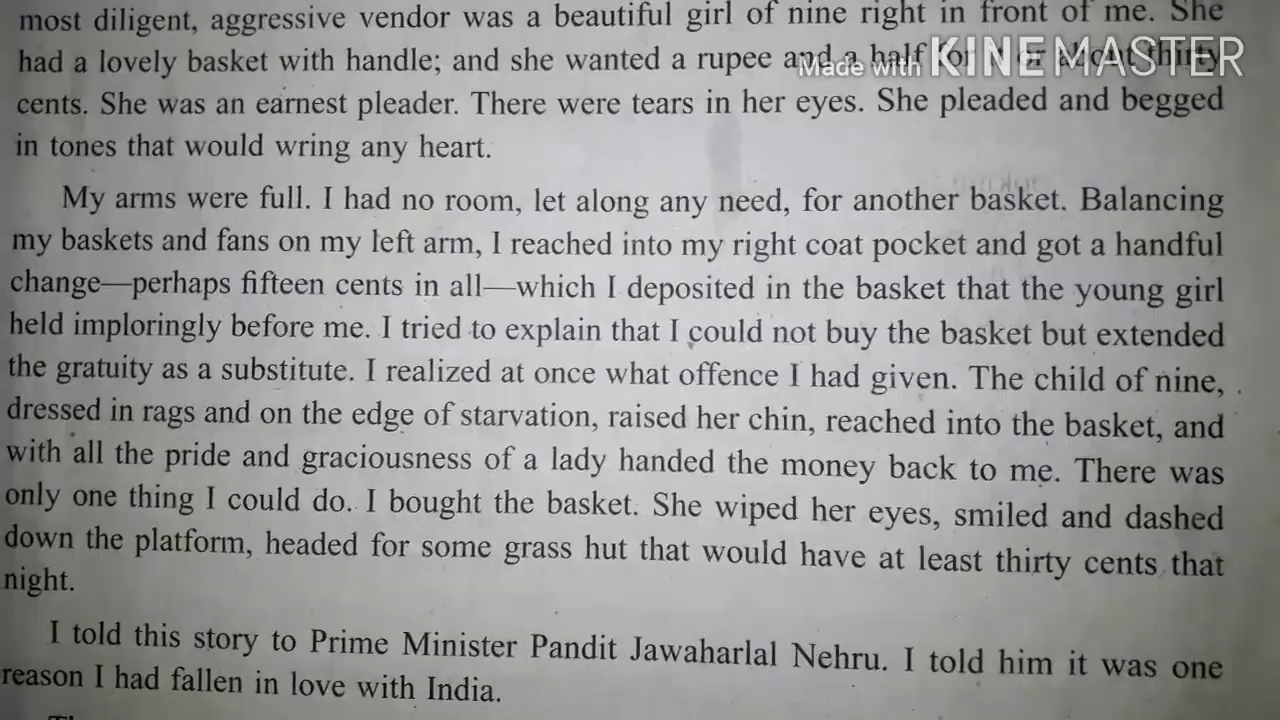 most diligent, aggressive vendor was a beautiful girl of nine right in front of me. She
had a lovely basket with handle; and she wanted a rupee and a half for it or about thirty
Made with KINEMASTER
cents. She was an earnest pleader. There were tears in her eyes. She pleaded and begged
in tones that would wring any heart.
My arms were full. I had no room, let along any need, for another basket. Balancing
my baskets and fans on my left arm, I reached into my right coat pocket and got a handful
change—perhaps fifteen cents in all—which I deposited in the basket that the young girl
held imploringly before me. I tried to explain that I could not buy the basket but extended
the gratuity as a substitute. I realized at once what offence I had given. The child of nine,
dressed in rags and on the edge of starvation, raised her chin, reached into the basket, and
with all the pride and graciousness of a lady handed the money back to me. There was
only one thing I could do. I bought the basket. She wiped her eyes, smiled and dashed
down the platform, headed for some grass hut that would have at least thirty cents that
night.
I told this story to Prime Minister Pandit Jawaharlal Nehru. I told him it was one
reason I had fallen in love with India.